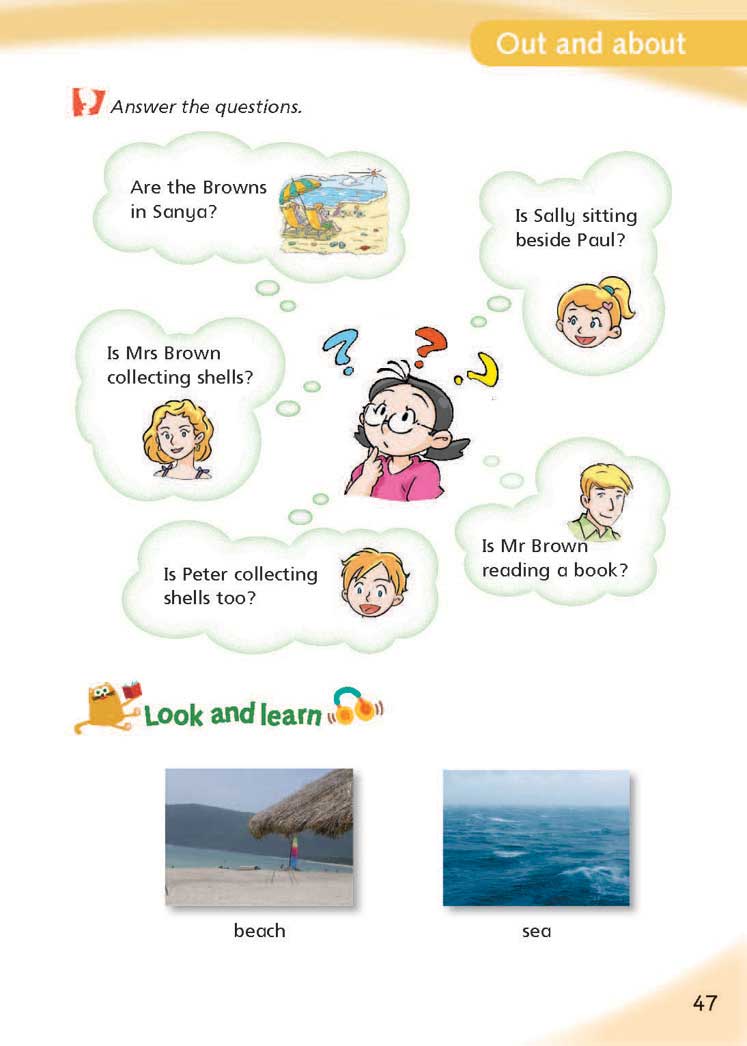 Out and about
Answer the questions.
Are the Browns
in Sanya?
Is Sally sitting
beside Paul?
Is Mrs Brown
collecting shells?
? ? ?
Is Mr Brown
reading a book?
Is Peter collecting
shells too?
Look and learn
beach
sea
47